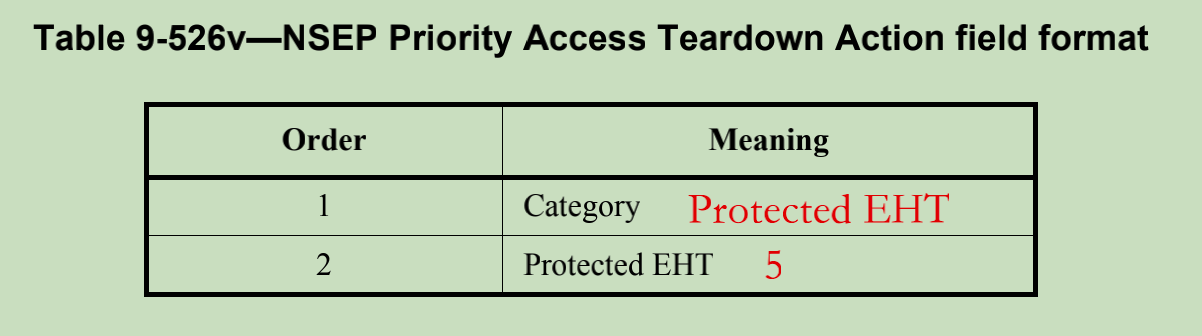 Table 9-526v—NSEP Priority Access Teardown Action field format
Order Meaning
1 Category Protected EHT
2 Protected EHT 5